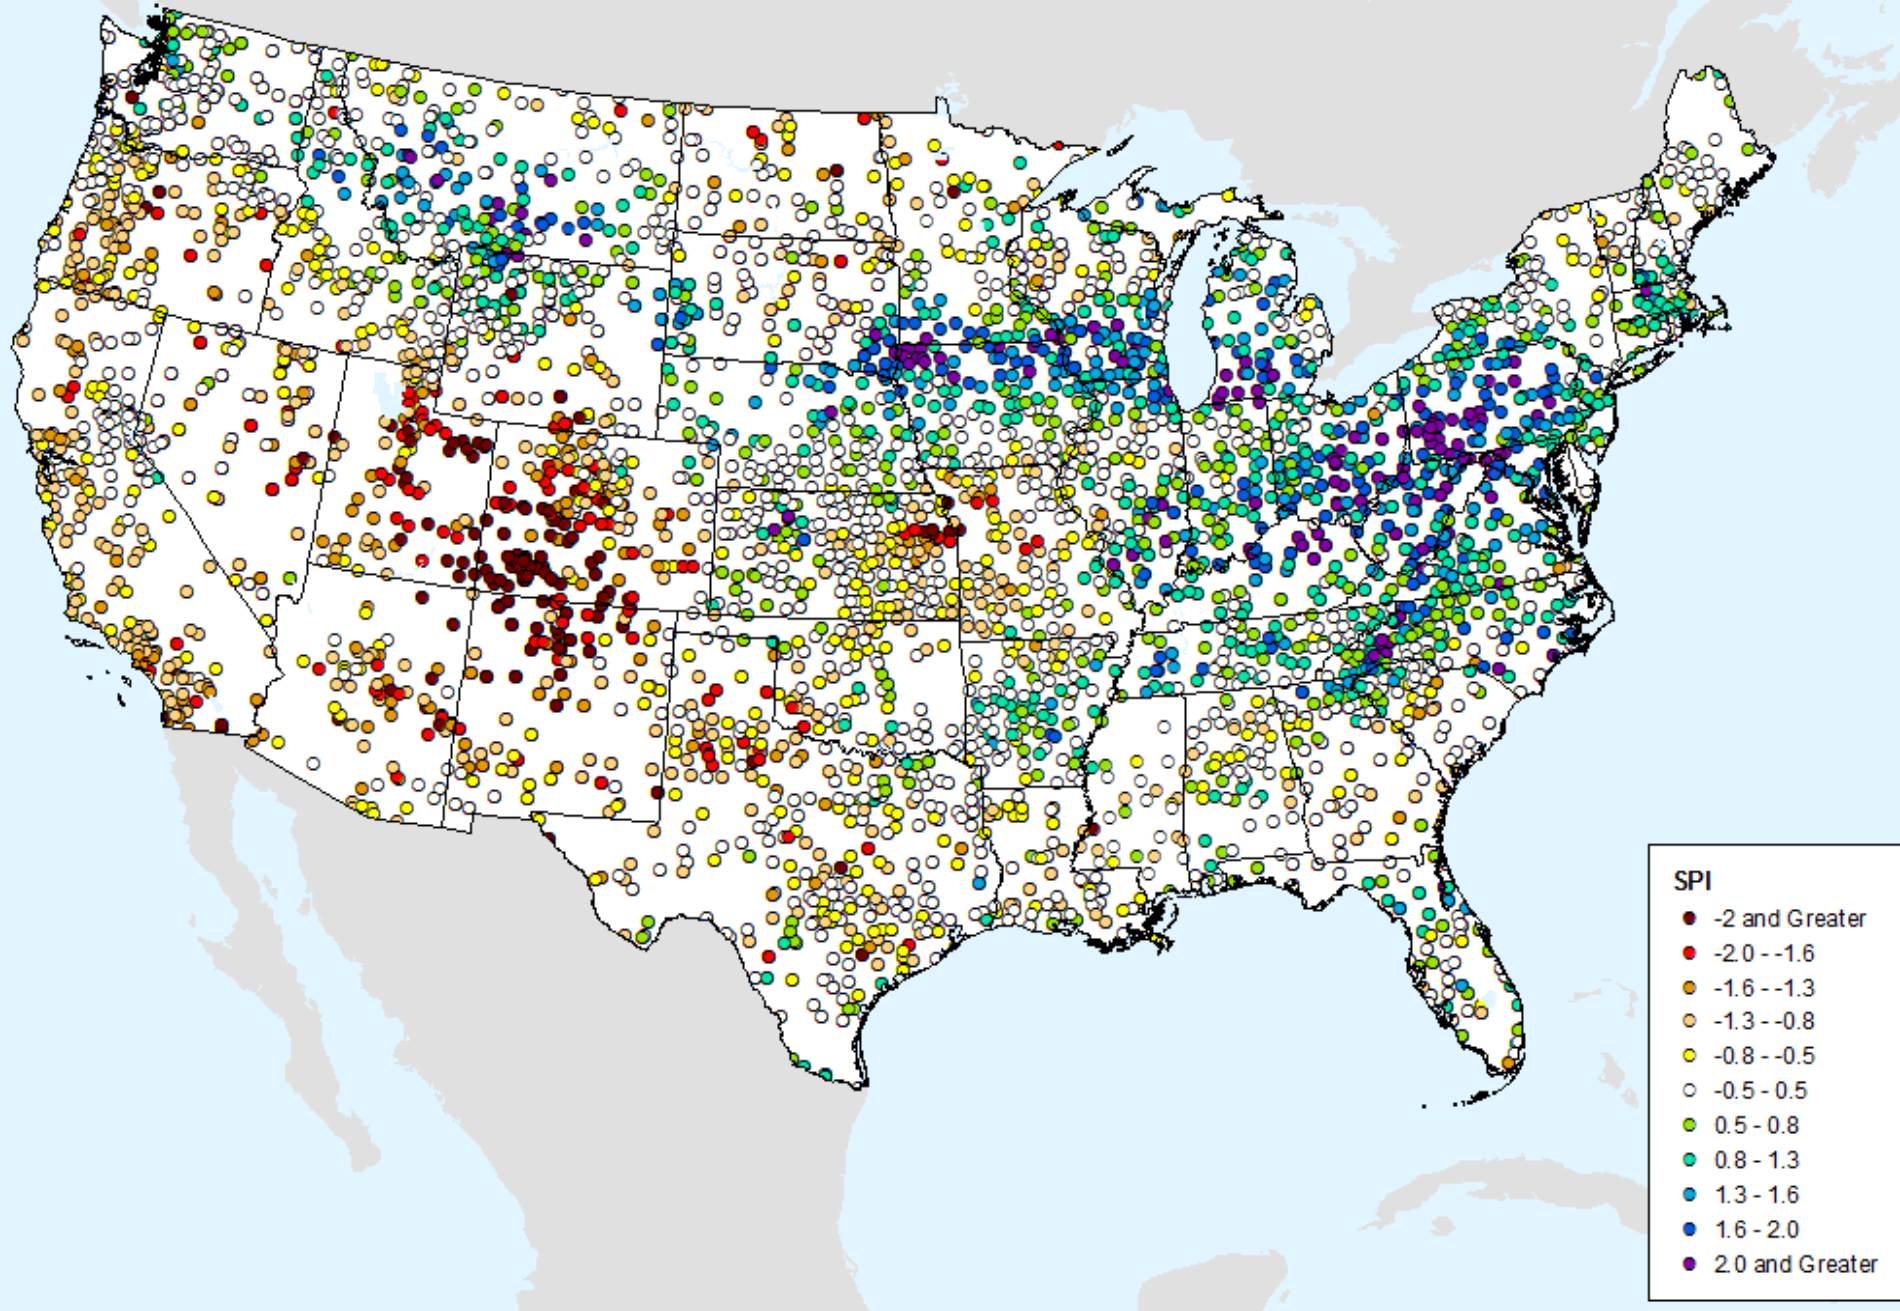 SPI
-2 and Greater
-2.0 - -1.6
-1.6 - -1.3
-1.3 - -0.8
-0.8 - -0.5
-0.5 - 0.5
0.5 - 0.8
0.8 - 1.3
1.3 - 1.6
1.6 - 2.0
2.0 and Greater